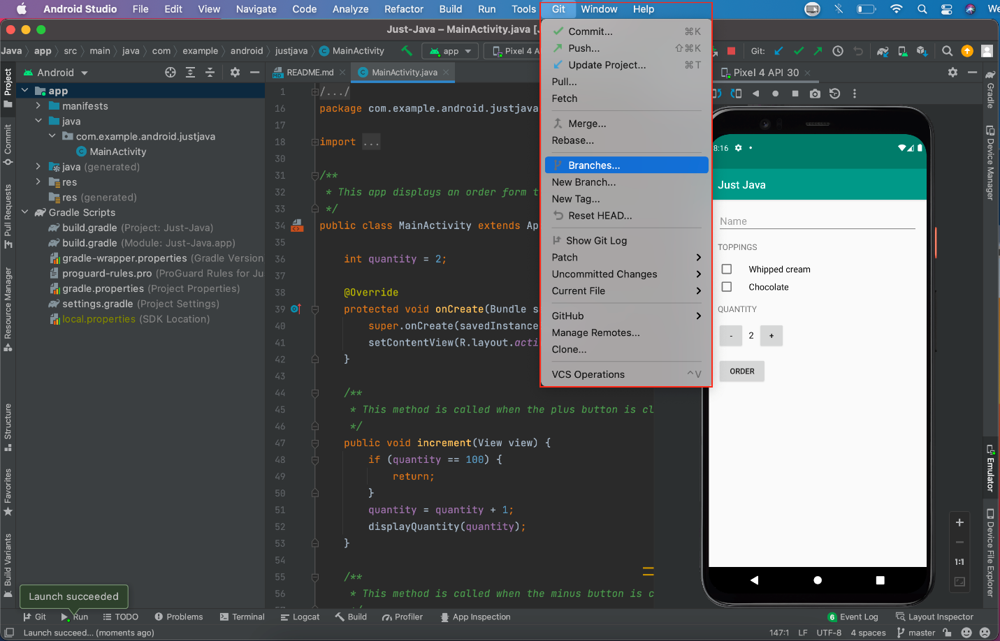 Android Studio File Edit View Navigate Code Analyze Refactor Build Run Tools Git Window Help We
Just-Java – MainActivity.java [J
Java app src main java com example android justjava MainActivity app Pixel 4 A Git:
Project
Commit
Pull Requests
Resource Manager
Structure
Favorites
Build Variants
Android
app
manifests
java
com.example.android.justjava
MainActivity
java (generated)
res
res (generated)
Gradle Scripts
build.gradle (Project: Just-Java)
build.gradle (Module: Just-Java.app)
gradle-wrapper.properties (Gradle Version
proguard-rules.pro (ProGuard Rules for Ju
gradle.properties (Project Properties)
settings.gradle (Project Settings)
local.properties (SDK Location)
README.md MainActivity.java
1 /.../
16 package com.example.android.justjava
17
18 import ...
30
31 /**
32 * This app displays an order form t
33 */
34 public class MainActivity extends Ap
35
36 int quantity = 2;
37
38 @Override
39 protected void onCreate(Bundle s
40 super.onCreate(savedInstance
41 setContentView(R.layout.acti
42 }
43
44 /**
45 * This method is called when the plus button is cl
46 */
47 public void increment(View view) {
48 if (quantity == 100) {
49 return;
50 }
51 quantity = quantity + 1;
52 displayQuantity(quantity);
53 }
54
55 /**
56 * This method is called when the minus button is c
Commit... ⌘K
Push... ⇧⌘K
Update Project... ⌘T
Pull...
Fetch
Merge...
Rebase...
Branches...
New Branch...
New Tag...
Reset HEAD...
Show Git Log
Patch
Uncommitted Changes
Current File
GitHub
Manage Remotes...
Clone...
VCS Operations ^V
Pixel 4 API 30
8:16
Just Java
Name
TOPPINGS
Whipped cream
Chocolate
QUANTITY
- 2 +
ORDER
1:1
Gradle
Device Manager
Emulator
Device File Explorer
Launch succeeded
Git Run TODO Problems Terminal Logcat Build Profiler App Inspection 6 Event Log Layout Inspector
Launch succeed... (moments ago) 147:1 LF UTF-8 4 spaces master